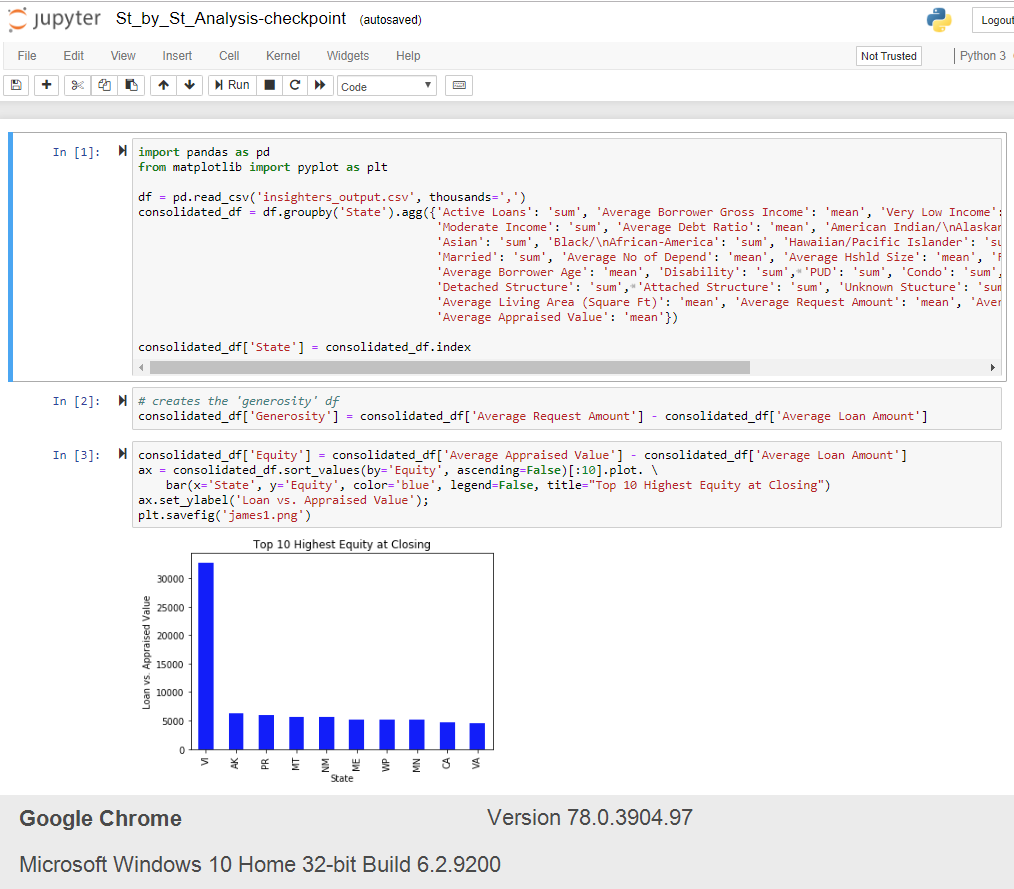 jupyter St_by_St_Analysis-checkpoint (autosaved)
Logout
File Edit View Insert Cell Kernel Widgets Help
Not Trusted
Python 3
Run
Code
In [1]:
import pandas as pd
from matplotlib import pyplot as plt
df = pd.read_csv('insighters_output.csv', thousands=',')
consolidated_df = df.groupby('State').agg({'Active Loans': 'sum', 'Average Borrower Gross Income': 'mean', 'Very Low Income':
'Moderate Income': 'sum', 'Average Debt Ratio': 'mean', 'American Indian/\nAlaskan
'Asian': 'sum', 'Black/\nAfrican-America': 'sum', 'Hawaiian/Pacific Islander': 'su
'Married': 'sum', 'Average No of Depend': 'mean', 'Average Hshld Size': 'mean', 'F
'Average Borrower Age': 'mean', 'Disability': 'sum', 'PUD': 'sum', 'Condo': 'sum',
'Detached Structure': 'sum', 'Attached Structure': 'sum', 'Unknown Stucture': 'sum
'Average Living Area (Square Ft)': 'mean', 'Average Request Amount': 'mean', 'Aver
'Average Appraised Value': 'mean'})
consolidated_df['State'] = consolidated_df.index
In [2]:
# creates the 'generosity' df
consolidated_df['Generosity'] = consolidated_df['Average Request Amount'] - consolidated_df['Average Loan Amount']
In [3]:
consolidated_df['Equity'] = consolidated_df['Average Appraised Value'] - consolidated_df['Average Loan Amount']
ax = consolidated_df.sort_values(by='Equity', ascending=False)[:10].plot. \
bar(x='State', y='Equity', color='blue', legend=False, title="Top 10 Highest Equity at Closing")
ax.set_ylabel('Loan vs. Appraised Value');
plt.savefig('james1.png')
Top 10 Highest Equity at Closing
Loan vs. Appraised Value
30000
25000
20000
15000
10000
5000
0
VI AK PR MT NM ME WP MN CA VA
State
Google Chrome Version 78.0.3904.97
Microsoft Windows 10 Home 32-bit Build 6.2.9200